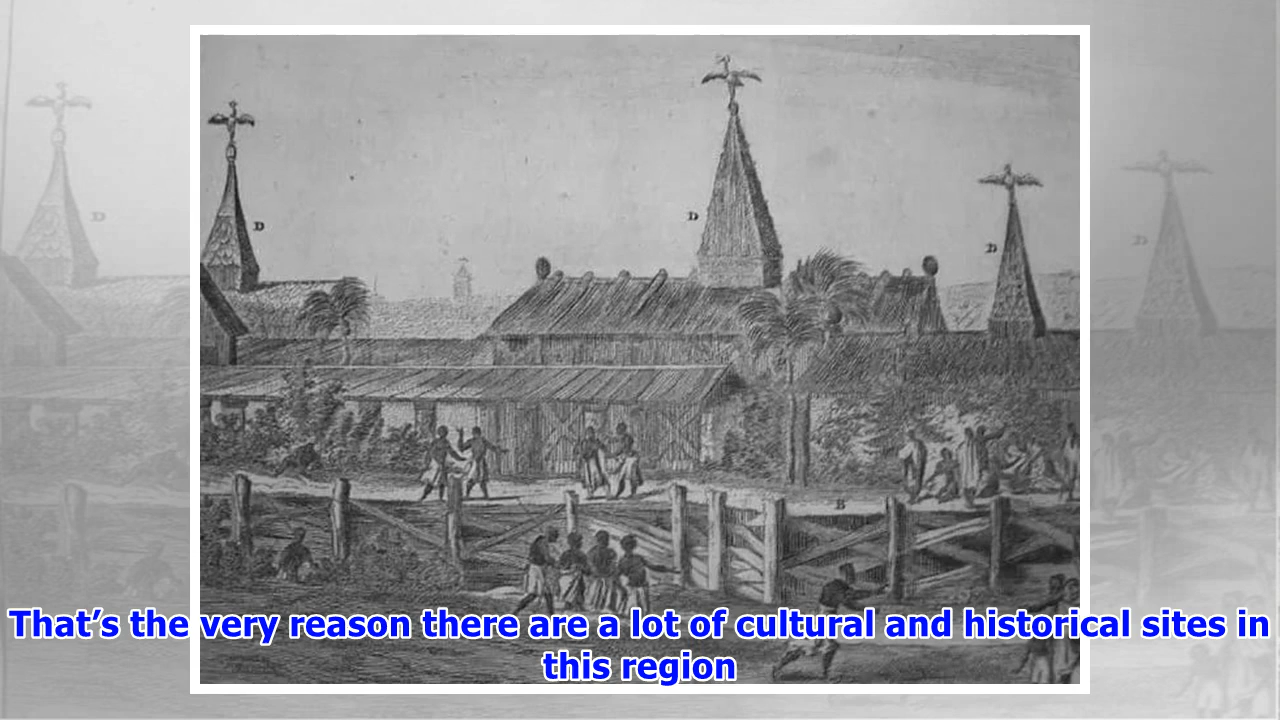 D
D
D
B
That’s the very reason there are a lot of cultural and historical sites in
this region